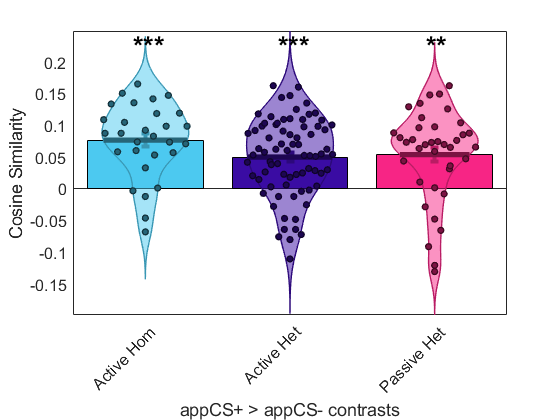 *** *** **
0.2
0.15
0.1
0.05
0
-0.05
-0.1
-0.15
Cosine Similarity
Active Hom
Active Het
Passive Het
appCS+ > appCS- contrasts